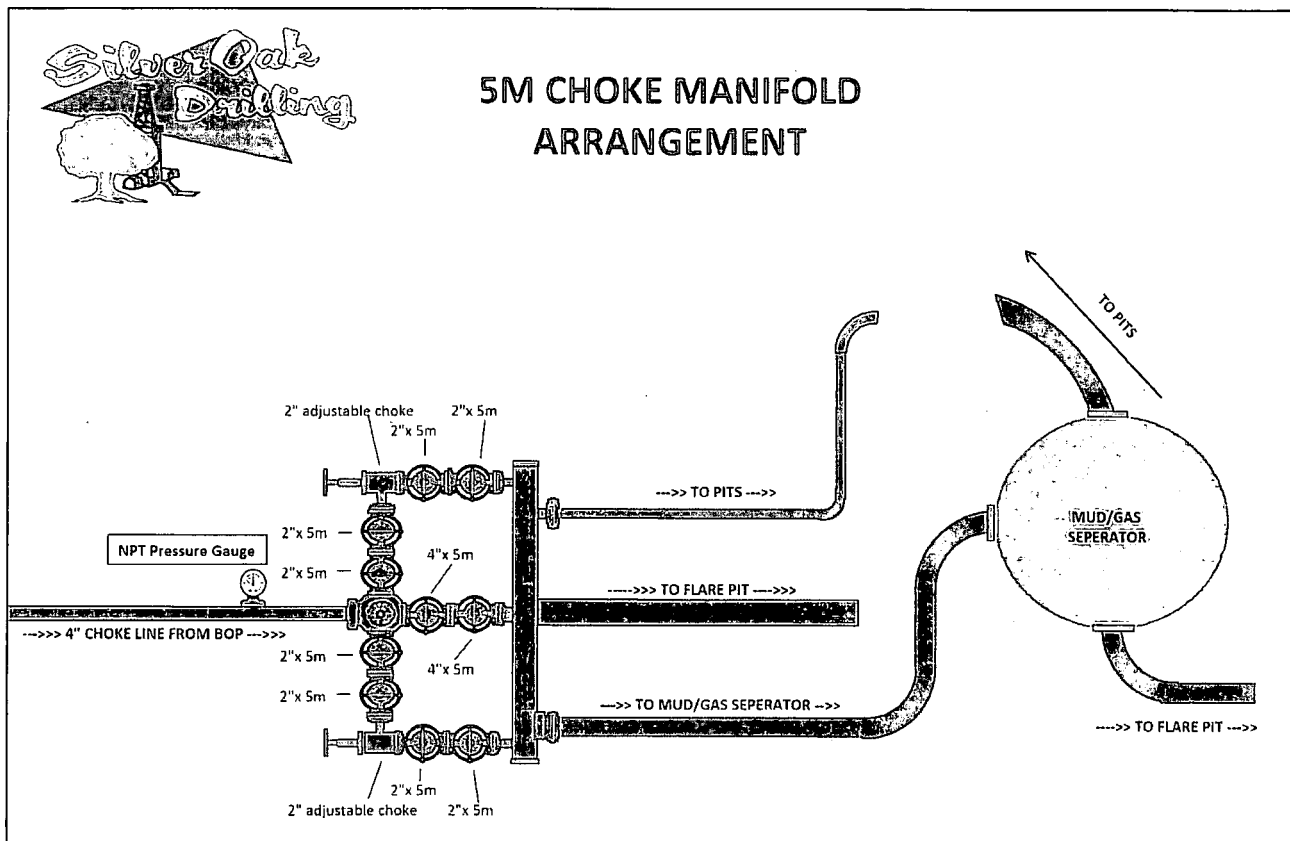 Silver Oak
Drilling
5M CHOKE MANIFOLD
ARRANGEMENT
TO PITS
2" adjustable choke
2"x 5m
2"x 5m
--->> TO PITS --->>
MUD/GAS
SEPERATOR
2"x 5m
NPT Pressure Gauge
2"x 5m
4"x 5m
----->>> TO FLARE PIT ---->>>
--->>> 4" CHOKE LINE FROM BOP --->>>
2"x 5m
4"x 5m
2"x 5m
---->> TO MUD/GAS SEPERATOR -->>
---->> TO FLARE PIT --->>
2"x 5m
2" adjustable choke
2"x 5m